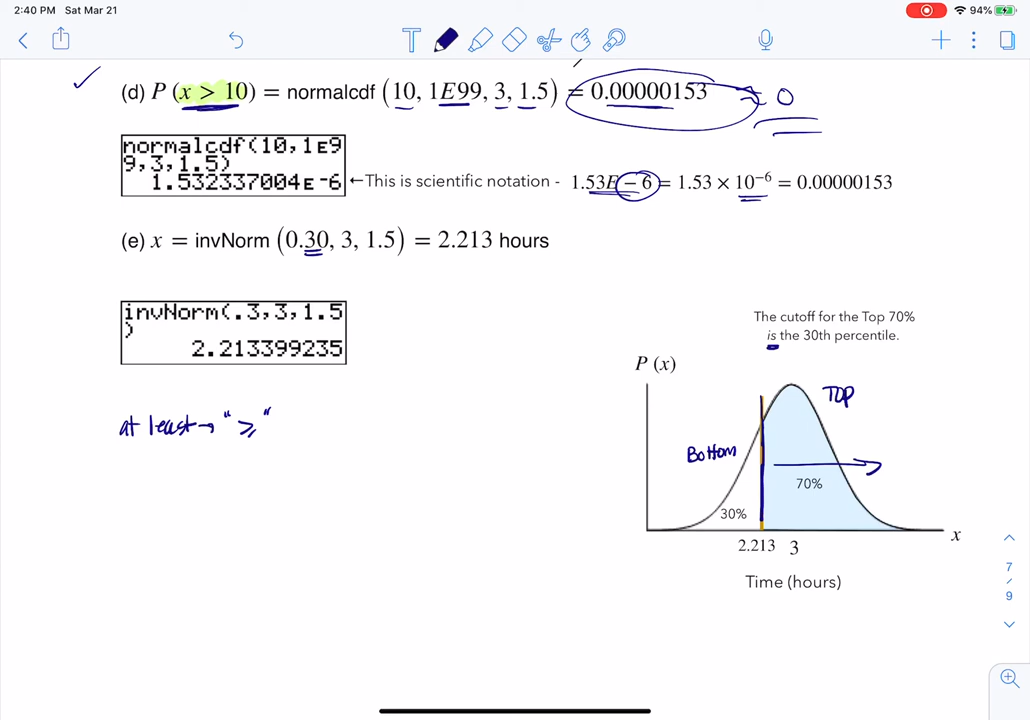 2:40 PM Sat Mar 21
94%
(d) P (x > 10) = normalcdf (10, 1E99, 3, 1.5) = 0.00000153 ≈ 0
normalcdf(10,1E9
9,3,1.5)
1.532337004E-6
←This is scientific notation - 1.53E − 6 = 1.53 × 10⁻⁶ = 0.00000153
(e) x = invNorm (0.30, 3, 1.5) = 2.213 hours
invNorm(.3,3,1.5
)
2.213399235
The cutoff for the Top 70%
is the 30th percentile.
P (x)
at least → " ≥ "
TOP
Bottom
70%
30%
x
2.213 3
Time (hours)
7
/
9